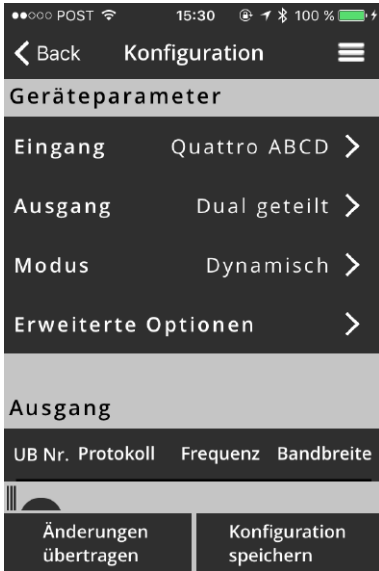 POST 15:30 100 %
Back Konfiguration
Geräteparameter
Eingang Quattro ABCD
Ausgang Dual geteilt
Modus Dynamisch
Erweiterte Optionen
Ausgang
UB Nr. Protokoll Frequenz Bandbreite
Änderungen übertragen
Konfiguration speichern